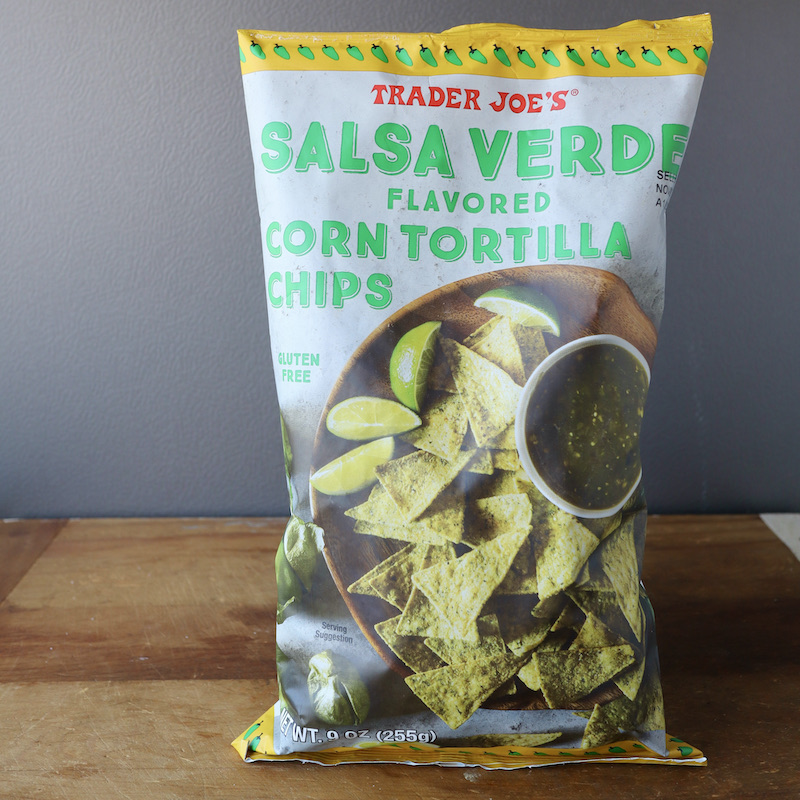 TRADER JOE'S®
SALSA VERDE
FLAVORED
CORN TORTILLA
CHIPS
GLUTEN
FREE
Serving
Suggestion
NET WT. 9 OZ (255g)